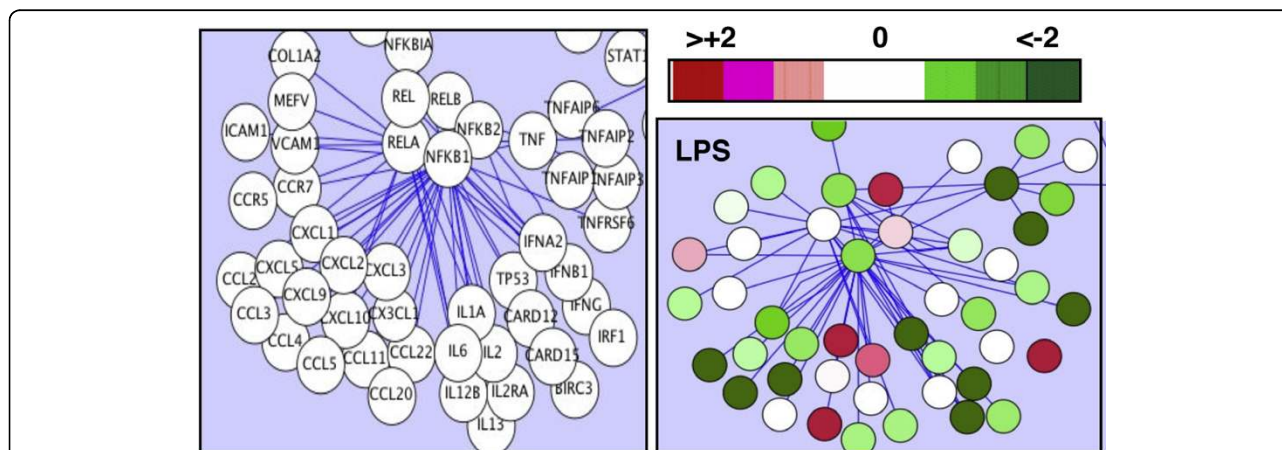 >+2 0 <-2
NFKBIA
COL1A2
STAT1
MEFV
REL
RELB
TNFAIP6
ICAM1
VCAM1
RELA
NFKB2
NFKB1
TNF
TNFAIP2
CCR5
CCR7
TNFAIP1
NFAIP3
TNFRSF6
CXCL1
IFNA2
CCL2
CXCL5
CXCL2
CXCL3
TP53
IFNB1
CXCL9
IFNG
CCL3
CXCL10
CX3CL1
IL1A
CARD12
IRF1
CCL4
CCL5
CCL11
CCL22
IL6
IL2
CARD15
CCL20
IL12B
IL2RA
BIRC3
IL13
LPS